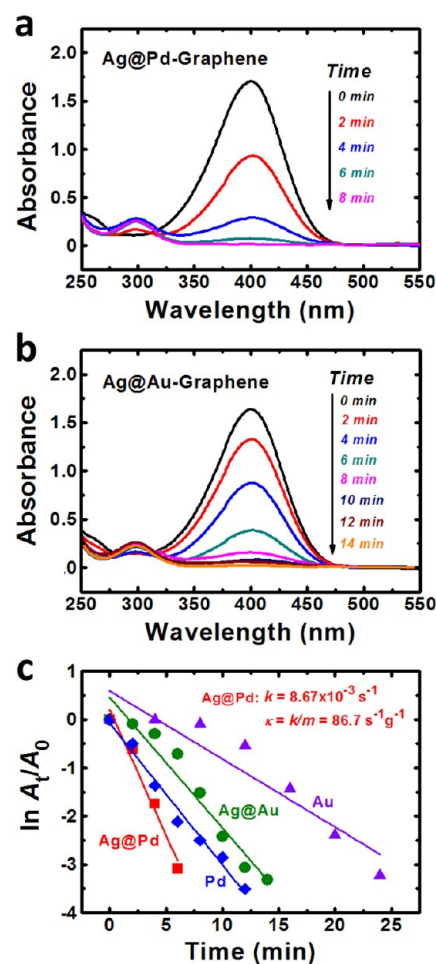 a
Ag@Pd-Graphene
Time
0 min
2 min
4 min
6 min
8 min
2.0
1.5
1.0
0.5
0
Absorbance
250 300 350 400 450 500 550
Wavelength (nm)
b
Ag@Au-Graphene
Time
0 min
2 min
4 min
6 min
8 min
10 min
12 min
14 min
2.0
1.5
1.0
0.5
0
Absorbance
250 300 350 400 450 500 550
Wavelength (nm)
c
Ag@Pd: k = 8.67x10⁻³ s⁻¹
κ = k/m = 86.7 s⁻¹g⁻¹
1
0
-1
-2
-3
-4
ln Aₜ/A₀
Au
Ag@Au
Ag@Pd
Pd
0 5 10 15 20 25
Time (min)